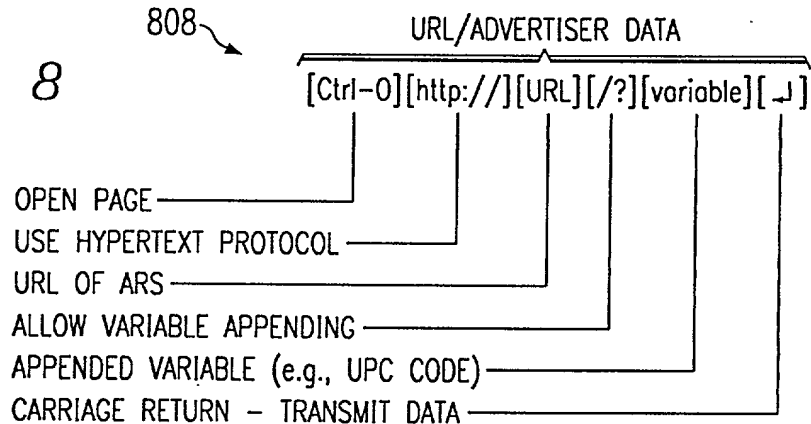 808
URL/ADVERTISER DATA
8
[Ctrl-O][http://][URL][/?][variable][↵]
OPEN PAGE
USE HYPERTEXT PROTOCOL
URL OF ARS
ALLOW VARIABLE APPENDING
APPENDED VARIABLE (e.g., UPC CODE)
CARRIAGE RETURN – TRANSMIT DATA